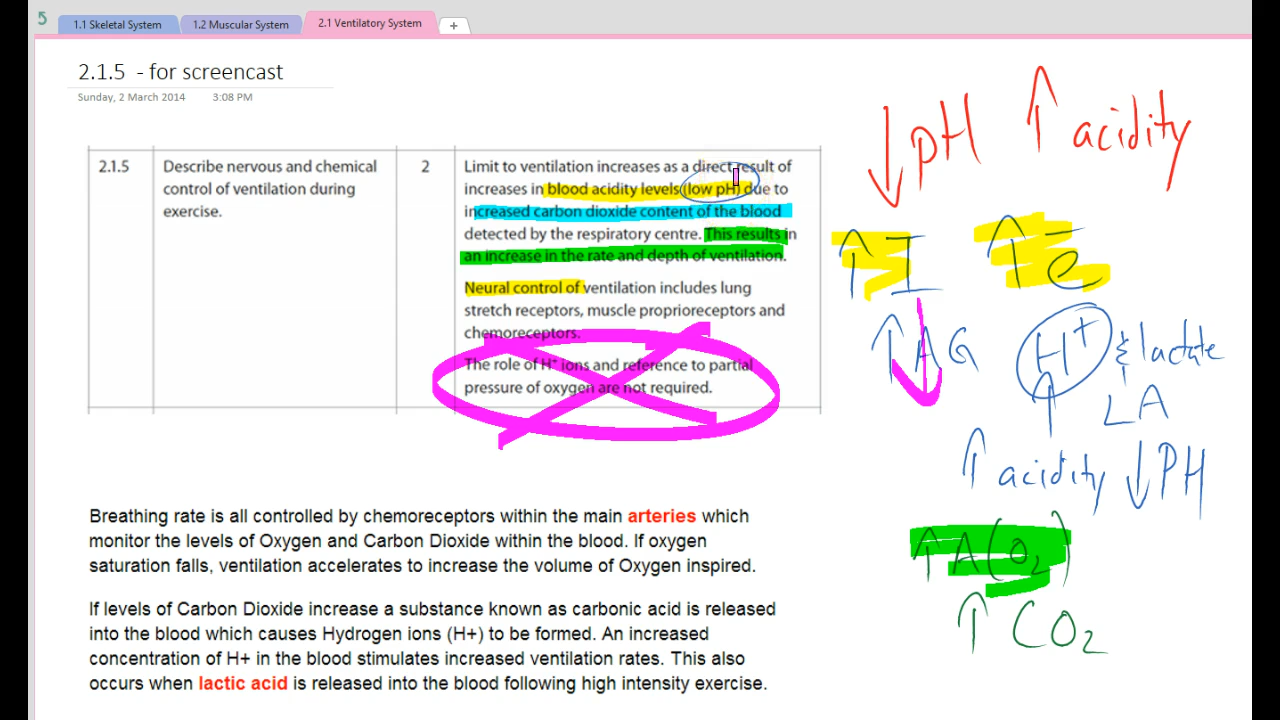 1.1 Skeletal System
1.2 Muscular System
2.1 Ventilatory System
+
2.1.5 - for screencast
Sunday, 2 March 2014 3:08 PM
2.1.5
Describe nervous and chemical
control of ventilation during
exercise.
2
Limit to ventilation increases as a direct result of
increases in blood acidity levels (low pH) due to
increased carbon dioxide content of the blood
detected by the respiratory centre. This results in
an increase in the rate and depth of ventilation.
Neural control of ventilation includes lung
stretch receptors, muscle proprioreceptors and
chemoreceptors.
The role of H+ ions and reference to partial
pressure of oxygen are not required.
↓ pH ↑ acidity
↑ I ↑ e
↑ A G H+ & lactate
↑ LA
↑ acidity ↓ PH
↑ A (O2)
↑ CO2
Breathing rate is all controlled by chemoreceptors within the main arteries which
monitor the levels of Oxygen and Carbon Dioxide within the blood. If oxygen
saturation falls, ventilation accelerates to increase the volume of Oxygen inspired.
If levels of Carbon Dioxide increase a substance known as carbonic acid is released
into the blood which causes Hydrogen ions (H+) to be formed. An increased
concentration of H+ in the blood stimulates increased ventilation rates. This also
occurs when lactic acid is released into the blood following high intensity exercise.